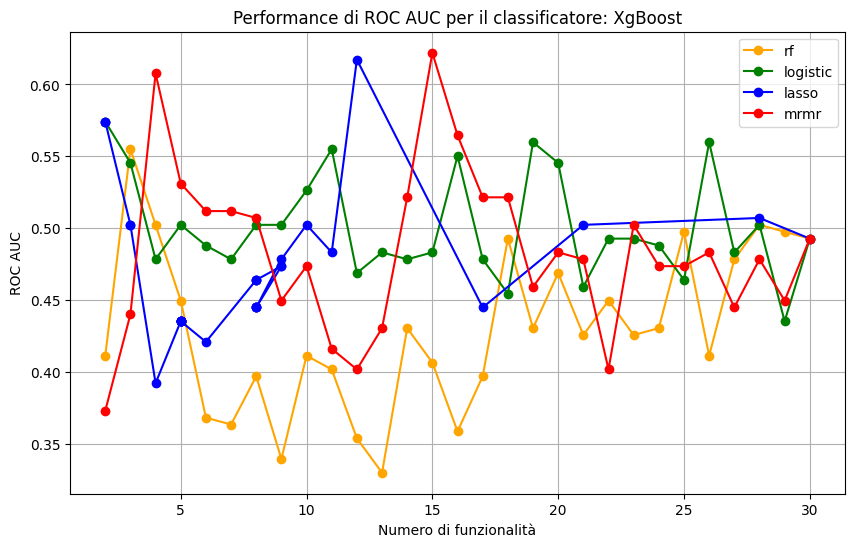 Performance di ROC AUC per il classificatore: XgBoost
rf
logistic
lasso
mrmr
ROC AUC
0.60
0.55
0.50
0.45
0.40
0.35
5 10 15 20 25 30
Numero di funzionalità